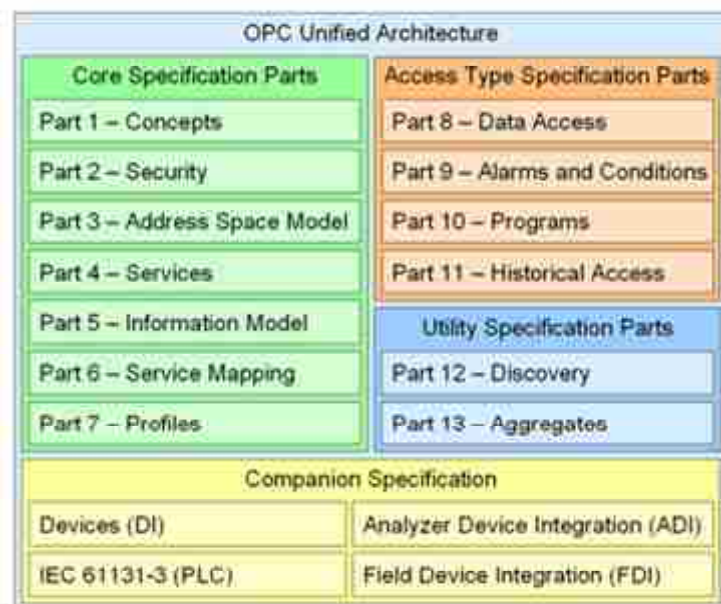 OPC Unified Architecture
Core Specification Parts
Part 1 – Concepts
Part 2 – Security
Part 3 – Address Space Model
Part 4 – Services
Part 5 – Information Model
Part 6 – Service Mapping
Part 7 – Profiles
Access Type Specification Parts
Part 8 – Data Access
Part 9 – Alarms and Conditions
Part 10 – Programs
Part 11 – Historical Access
Utility Specification Parts
Part 12 – Discovery
Part 13 – Aggregates
Companion Specification
Devices (DI)
Analyzer Device Integration (ADI)
IEC 61131-3 (PLC)
Field Device Integration (FDI)